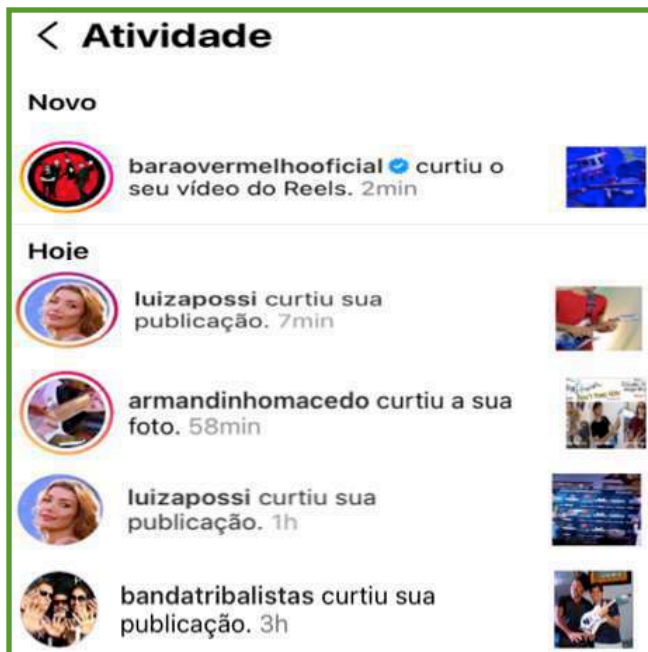 < Atividade
Novo
baraovermelhooficial curtiu o
seu vídeo do Reels. 2min
Hoje
luizapossi curtiu sua
publicação. 7min
armandinhomacedo curtiu a sua
foto. 58min
luizapossi curtiu sua
publicação. 1h
bandatribalistas curtiu sua
publicação. 3h